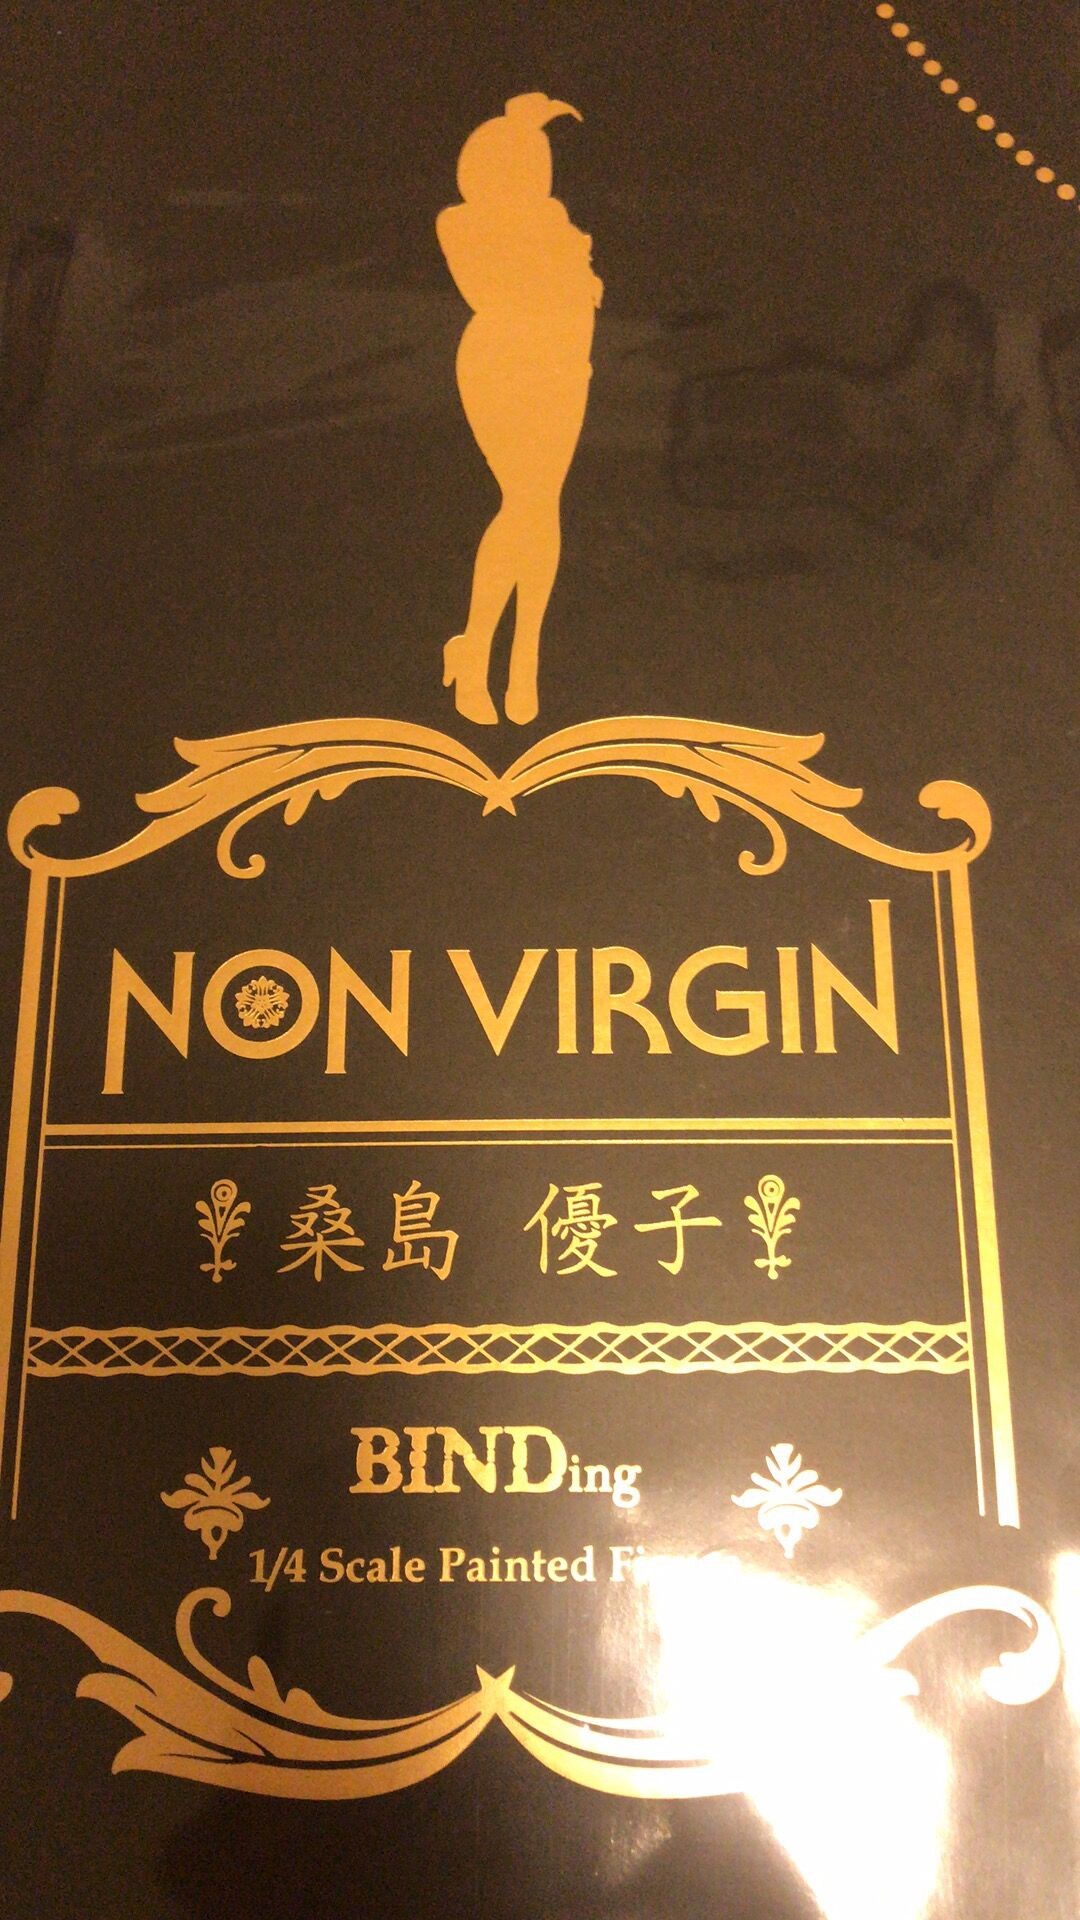 NON VIRGIN
桑島 優子
BINDing
1/4 Scale Painted